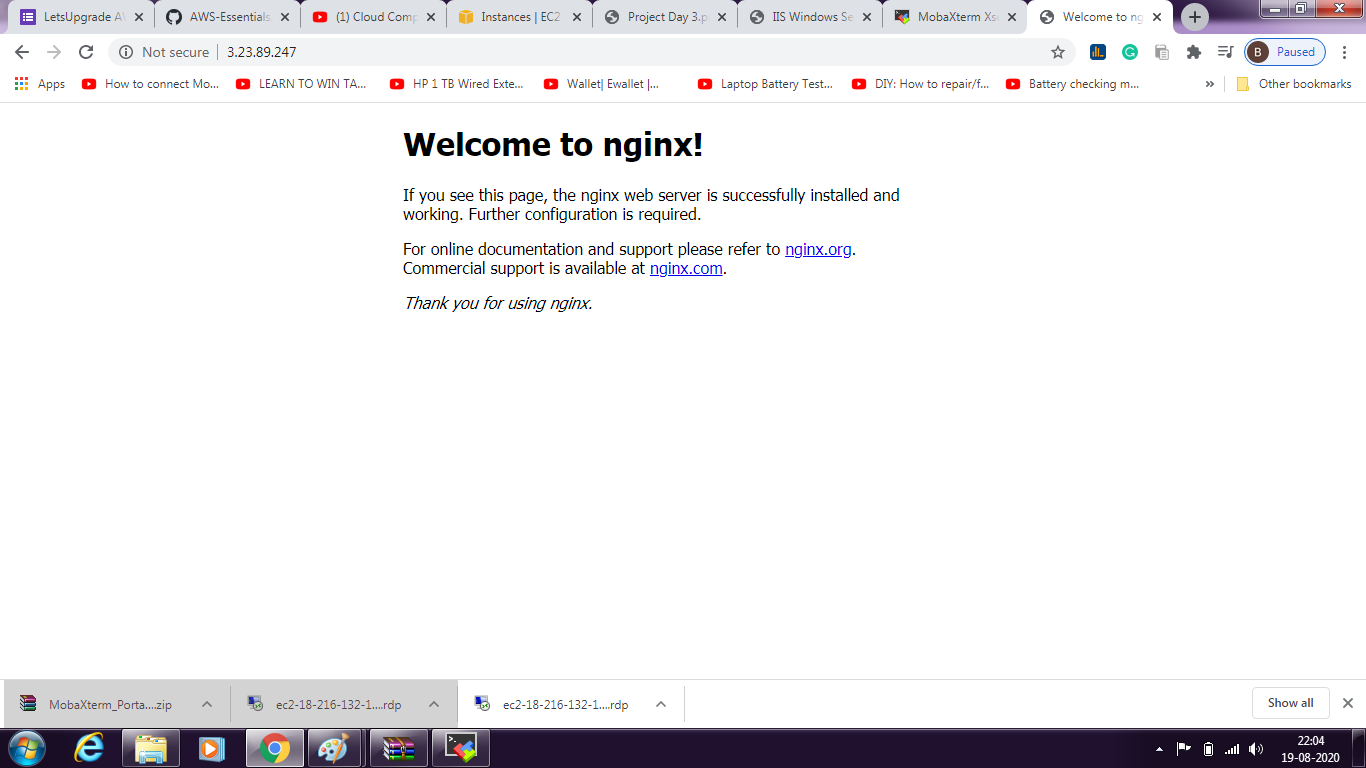 LetsUpgrade AV
AWS-Essentials
(1) Cloud Comp
Instances | EC2
Project Day 3.p
IIS Windows Se
MobaXterm Xse
Welcome to ng
Not secure 3.23.89.247
B Paused
Apps
How to connect Mo...
LEARN TO WIN TA...
HP 1 TB Wired Exte...
Wallet| Ewallet |...
Laptop Battery Test...
DIY: How to repair/f...
Battery checking m...
Other bookmarks
Welcome to nginx!
If you see this page, the nginx web server is successfully installed and
working. Further configuration is required.
For online documentation and support please refer to nginx.org.
Commercial support is available at nginx.com.
Thank you for using nginx.
MobaXterm_Porta....zip
ec2-18-216-132-1....rdp
ec2-18-216-132-1....rdp
Show all
22:04
19-08-2020